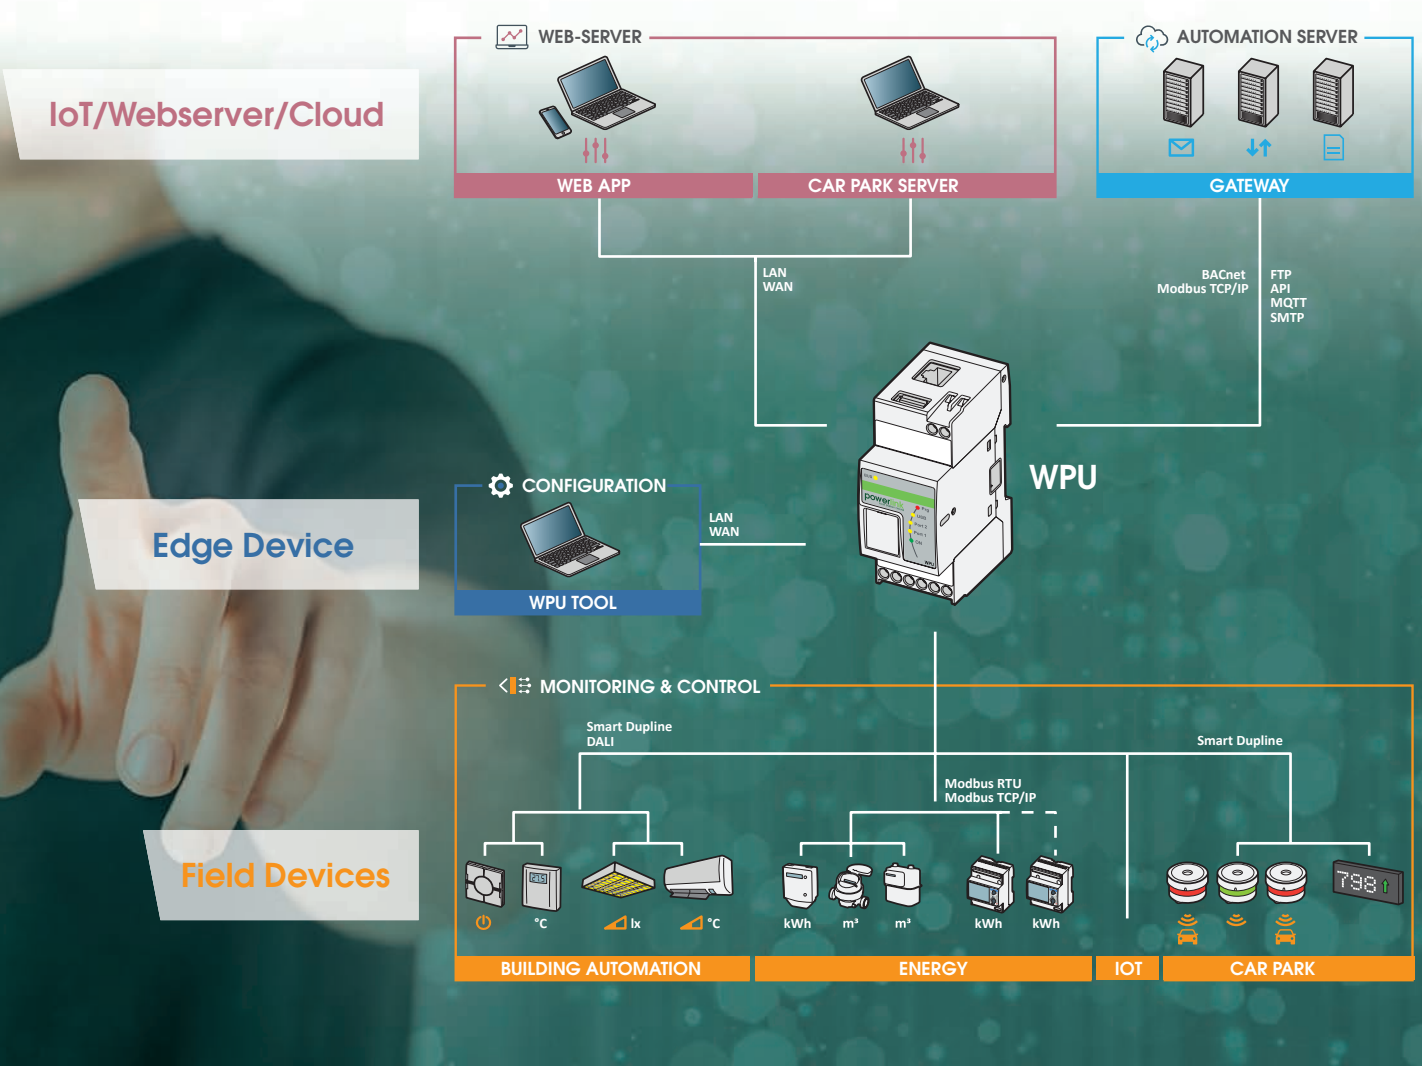 WEB-SERVER
AUTOMATION SERVER
IoT/Webserver/Cloud
WEB APP
CAR PARK SERVER
GATEWAY
LAN
WAN
BACnet
Modbus TCP/IP
FTP
API
MQTT
SMTP
WPU
CONFIGURATION
LAN
WAN
Edge Device
WPU TOOL
MONITORING & CONTROL
Smart Dupline
DALI
Smart Dupline
Modbus RTU
Modbus TCP/IP
Field Devices
798
°C
lx
°C
kWh
m³
m³
kWh
kWh
BUILDING AUTOMATION
ENERGY
IOT
CAR PARK